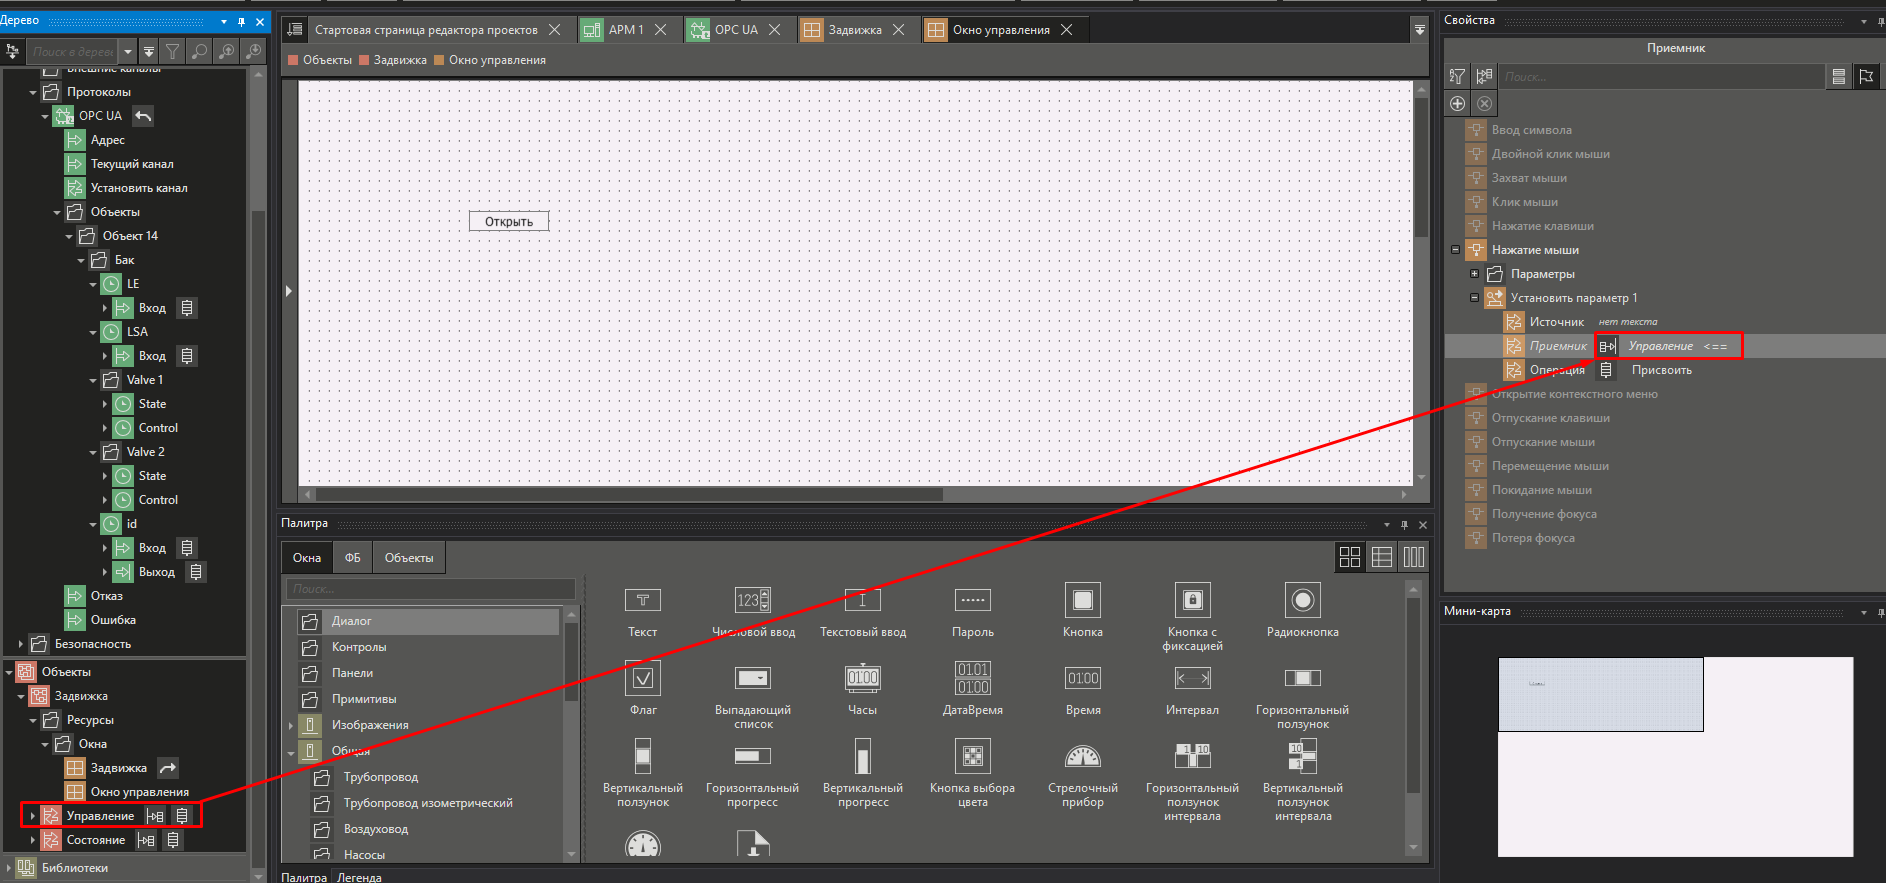 Дерево
Поиск в дереве
Внешние каналы
Протоколы
OPC UA
Адрес
Текущий канал
Установить канал
Объекты
Объект 14
Бак
LE
Вход
LSA
Вход
Valve 1
State
Control
Valve 2
State
Control
id
Вход
Выход
Отказ
Ошибка
Безопасность
Объекты
Задвижка
Ресурсы
Окна
Задвижка
Окно управления
Управление
Состояние
Библиотеки
Стартовая страница редактора проектов
АРМ 1
OPC UA
Задвижка
Окно управления
Объекты Задвижка Окно управления
Открыть
Палитра
Окна ФБ Объекты
Поиск...
Диалог
Контролы
Панели
Примитивы
Изображения
Общая
Трубопровод
Трубопровод изометрический
Воздуховод
Насосы
Текст
Числовой ввод
Текстовый ввод
Пароль
Кнопка
Кнопка с фиксацией
Радиокнопка
Флаг
Выпадающий список
Часы
ДатаВремя
Время
Интервал
Горизонтальный ползунок
Вертикальный ползунок
Горизонтальный прогресс
Вертикальный прогресс
Кнопка выбора цвета
Стрелочный прибор
Горизонтальный ползунок интервала
Вертикальный ползунок интервала
Палитра Легенда
Свойства
Приемник
Поиск...
Ввод символа
Двойной клик мыши
Захват мыши
Клик мыши
Нажатие клавиши
Нажатие мыши
Параметры
Установить параметр 1
Источник нет текста
Приемник Управление <==
Операция Присвоить
Открытие контекстного меню
Отпускание клавиши
Отпускание мыши
Перемещение мыши
Покидание мыши
Получение фокуса
Потеря фокуса
Мини-карта